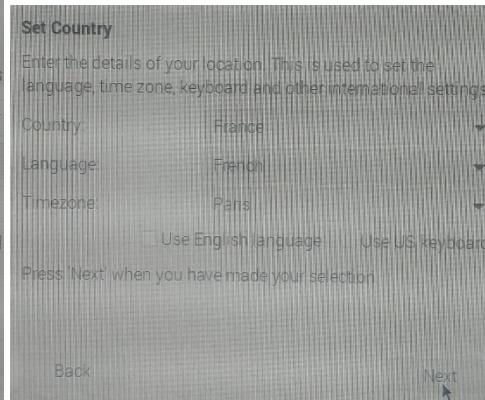 Set Country
Enter the details of your location. This is used to set the
language, time zone, keyboard and other international settings
Country: France
Language: French
Timezone: Paris
Use English language Use US keyboard
Press 'Next' when you have made your selection.
Back Next